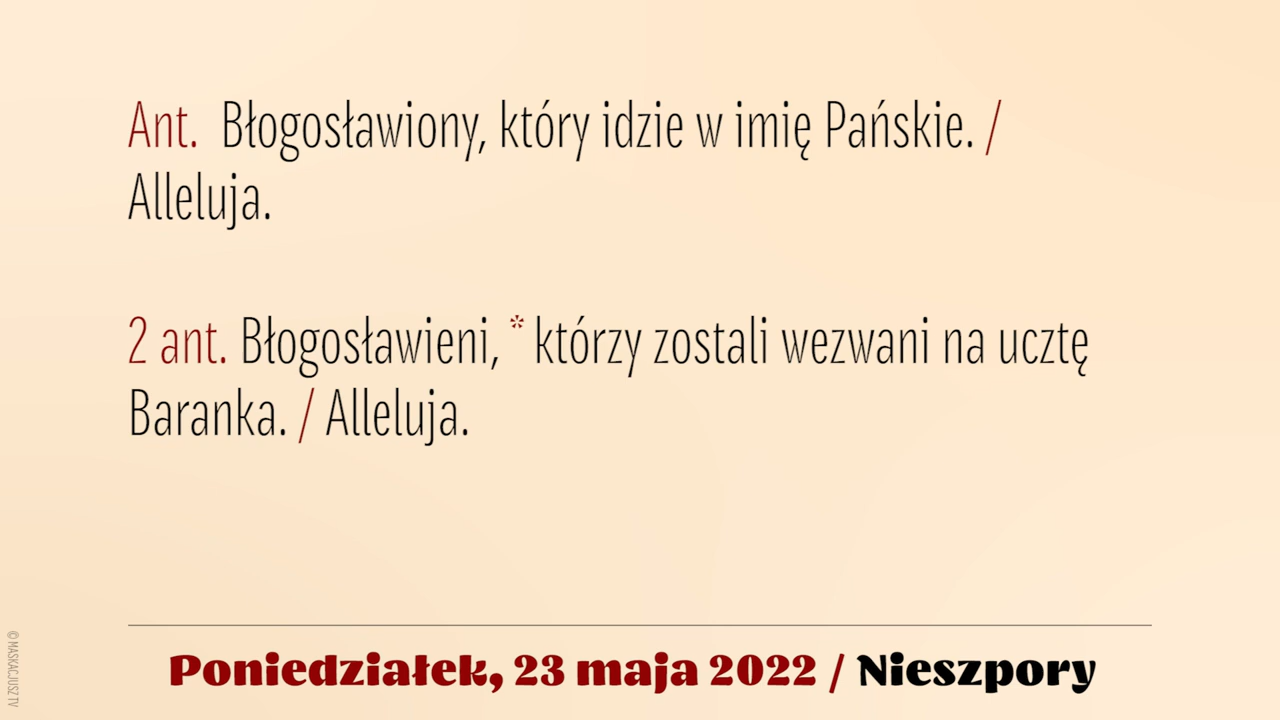 Ant. Błogosławiony, który idzie w imię Pańskie. /
Alleluja.
2 ant. Błogosławieni, * którzy zostali wezwani na ucztę
Baranka. / Alleluja.
Poniedziałek, 23 maja 2022 / Nieszpory
© MASKACJUSZ TV